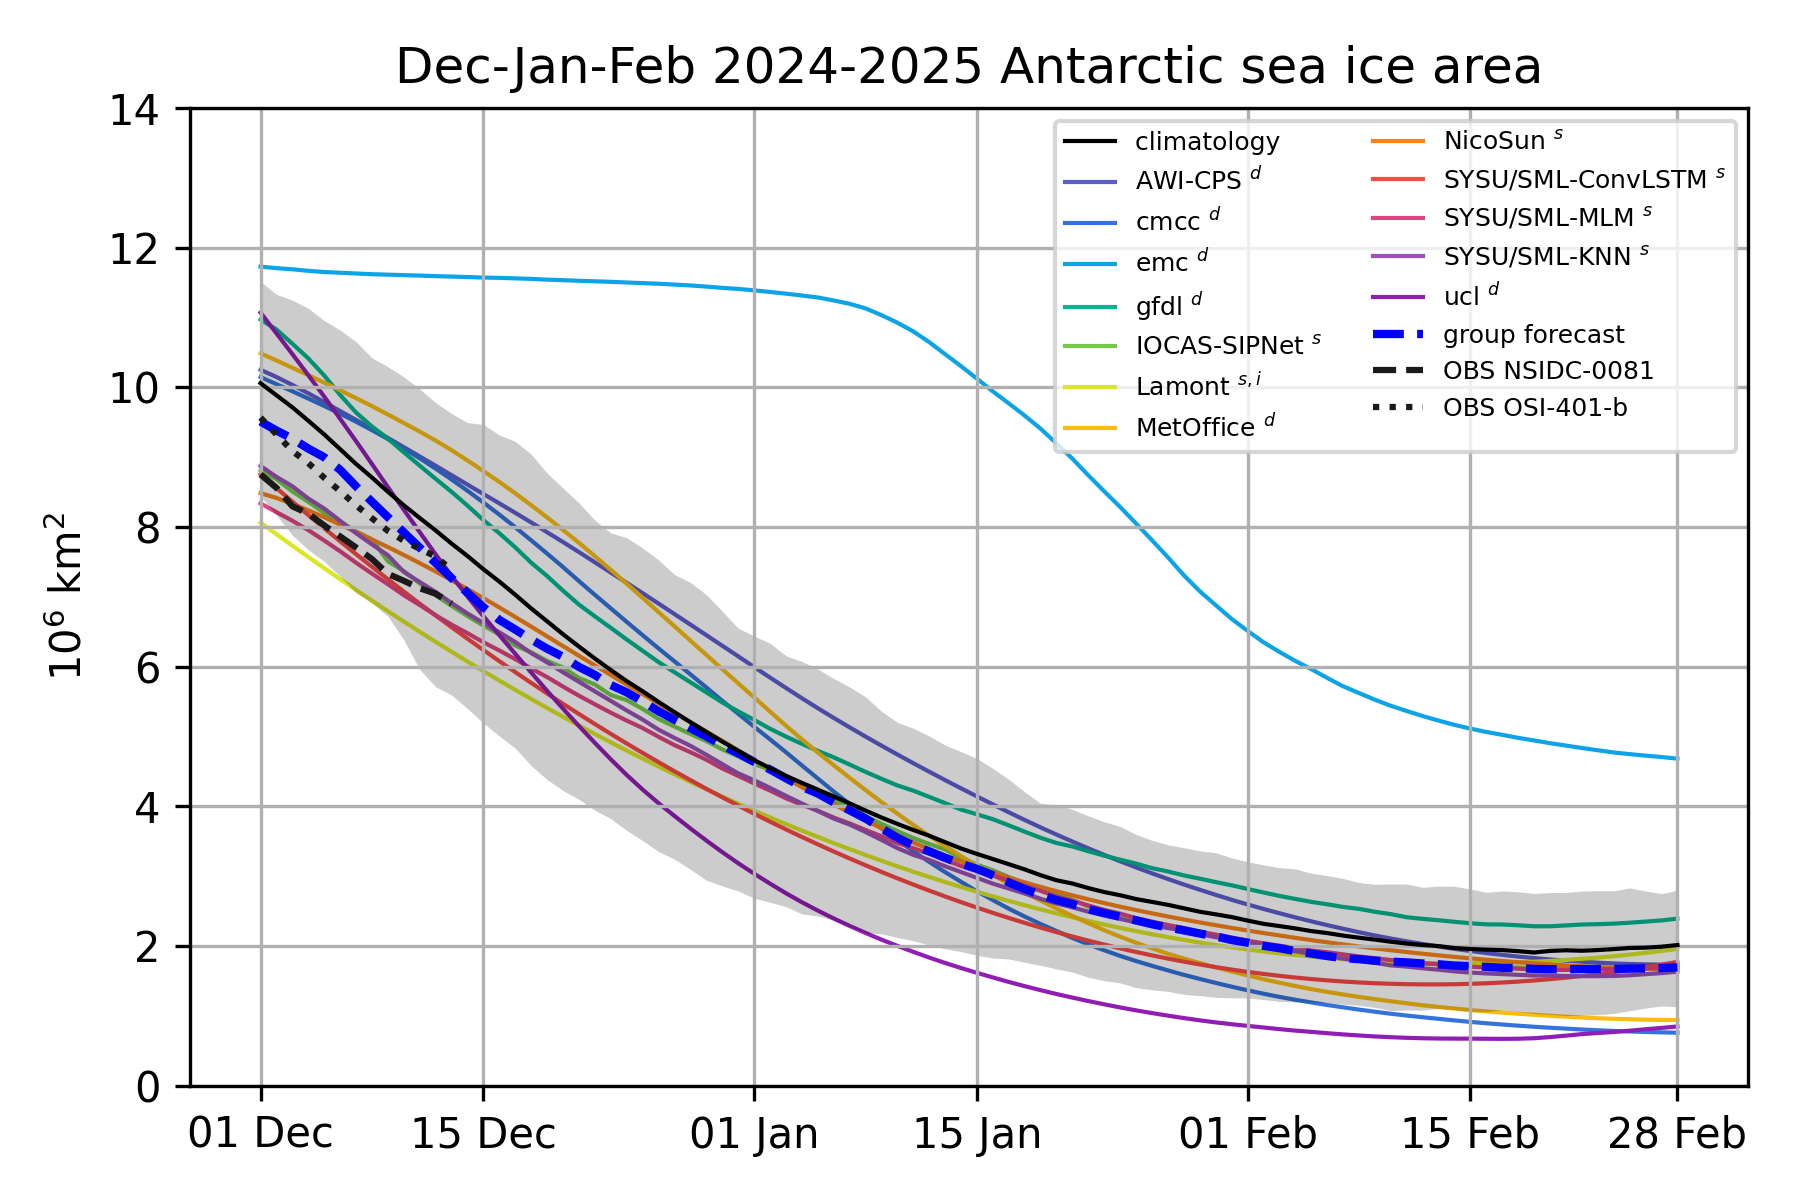 Dec-Jan-Feb 2024-2025 Antarctic sea ice area
14
12
10
8
6
4
2
0
10⁶ km²
climatology
AWI-CPS ᵈ
cmcc ᵈ
emc ᵈ
gfdl ᵈ
IOCAS-SIPNet ˢ
Lamont ˢ,ⁱ
MetOffice ᵈ
NicoSun ˢ
SYSU/SML-ConvLSTM ˢ
SYSU/SML-MLM ˢ
SYSU/SML-KNN ˢ
ucl ᵈ
group forecast
OBS NSIDC-0081
OBS OSI-401-b
01 Dec 15 Dec 01 Jan 15 Jan 01 Feb 15 Feb 28 Feb